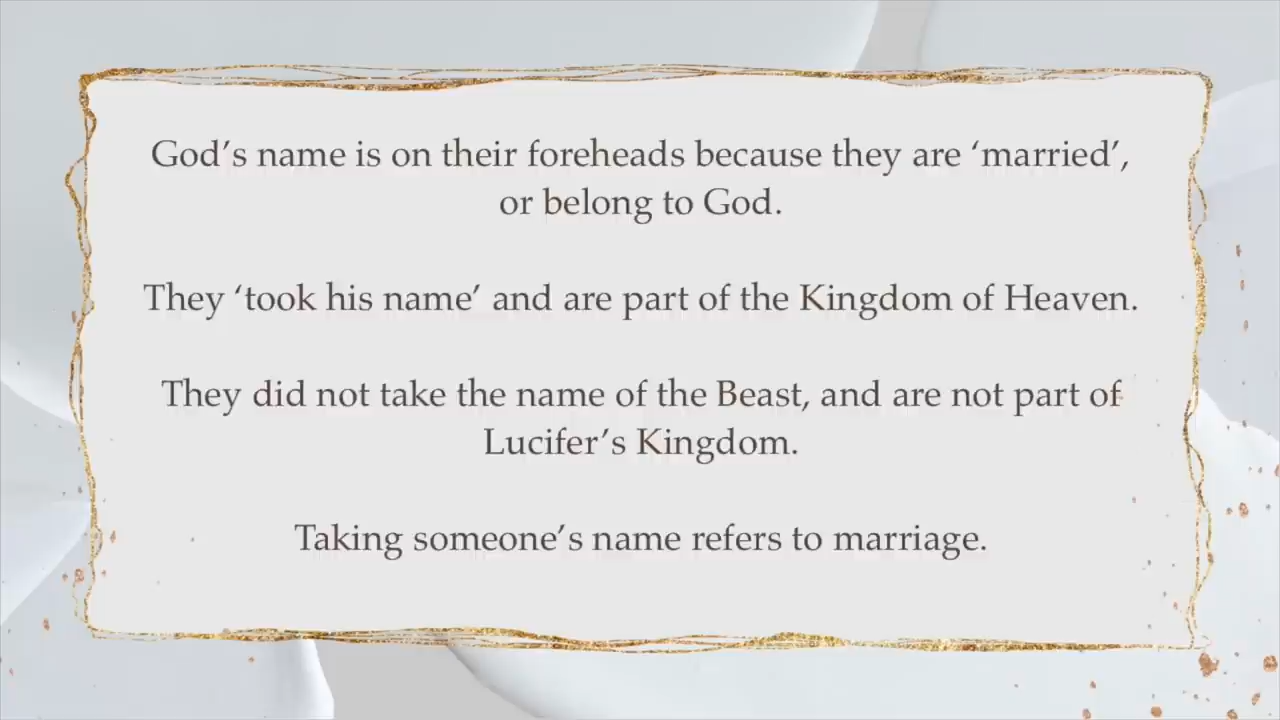 God’s name is on their foreheads because they are ‘married’,
or belong to God.
They ‘took his name’ and are part of the Kingdom of Heaven.
They did not take the name of the Beast, and are not part of
Lucifer’s Kingdom.
Taking someone’s name refers to marriage.